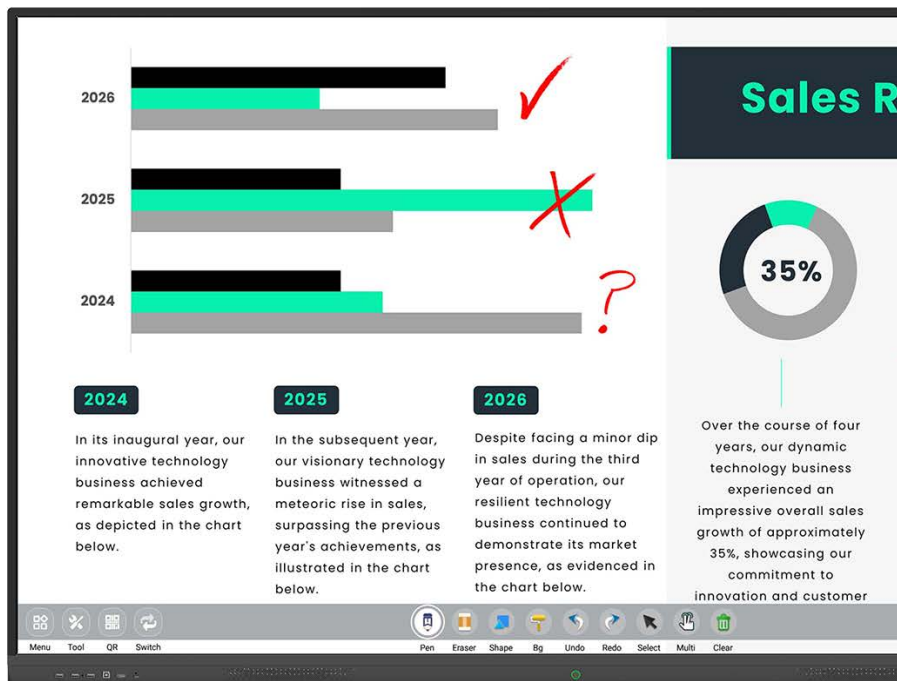 2026
2025
2024
Sales R
35%
2024
In its inaugural year, our
innovative technology
business achieved
remarkable sales growth,
as depicted in the chart
below.
2025
In the subsequent year,
our visionary technology
business witnessed a
meteoric rise in sales,
surpassing the previous
year's achievements, as
illustrated in the chart
below.
2026
Despite facing a minor dip
in sales during the third
year of operation, our
resilient technology
business continued to
demonstrate its market
presence, as evidenced in
the chart below.
Over the course of four
years, our dynamic
technology business
experienced an
impressive overall sales
growth of approximately
35%, showcasing our
commitment to
innovation and customer
Menu Tool QR Switch Pen Eraser Shape Bg Undo Redo Select Multi Clear